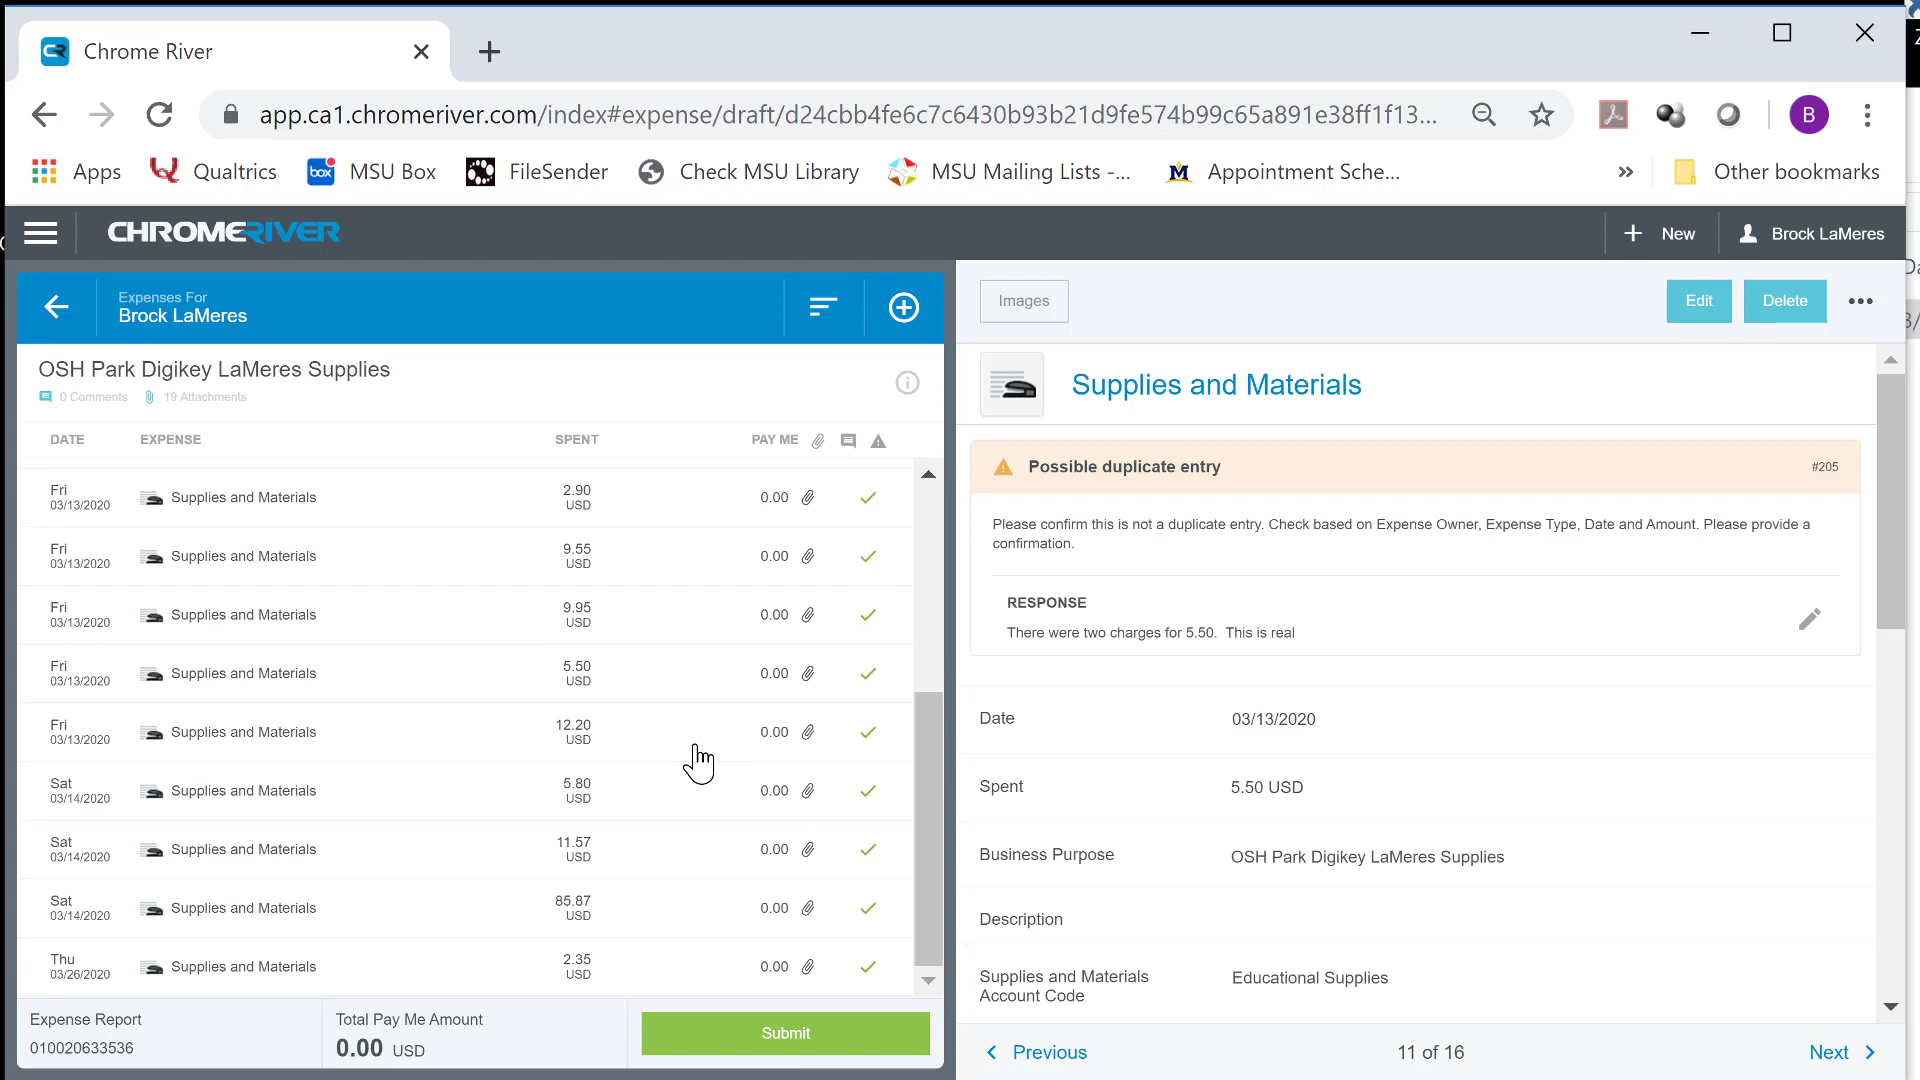 Chrome River
app.ca1.chromeriver.com/index#expense/draft/d24cbb4fe6c7c6430b93b21d9fe574b99c65a891e38ff1f13...
B
Apps
Qualtrics
box
MSU Box
FileSender
Check MSU Library
MSU Mailing Lists -...
M
Appointment Sche...
Other bookmarks
CHROMERIVER
New
Brock LaMeres
Expenses For
Brock LaMeres
OSH Park Digikey LaMeres Supplies
0 Comments 19 Attachments
DATE EXPENSE SPENT PAY ME
Fri
03/13/2020 Supplies and Materials 2.90 USD 0.00
Fri
03/13/2020 Supplies and Materials 9.55 USD 0.00
Fri
03/13/2020 Supplies and Materials 9.95 USD 0.00
Fri
03/13/2020 Supplies and Materials 5.50 USD 0.00
Fri
03/13/2020 Supplies and Materials 12.20 USD 0.00
Sat
03/14/2020 Supplies and Materials 5.80 USD 0.00
Sat
03/14/2020 Supplies and Materials 11.57 USD 0.00
Sat
03/14/2020 Supplies and Materials 85.87 USD 0.00
Thu
03/26/2020 Supplies and Materials 2.35 USD 0.00
Expense Report
010020633536
Total Pay Me Amount
0.00 USD
Submit
Images
Edit
Delete
Supplies and Materials
Possible duplicate entry #205
Please confirm this is not a duplicate entry. Check based on Expense Owner, Expense Type, Date and Amount. Please provide a
confirmation.
RESPONSE
There were two charges for 5.50. This is real
Date 03/13/2020
Spent 5.50 USD
Business Purpose OSH Park Digikey LaMeres Supplies
Description
Supplies and Materials
Account Code
Educational Supplies
Previous
11 of 16
Next